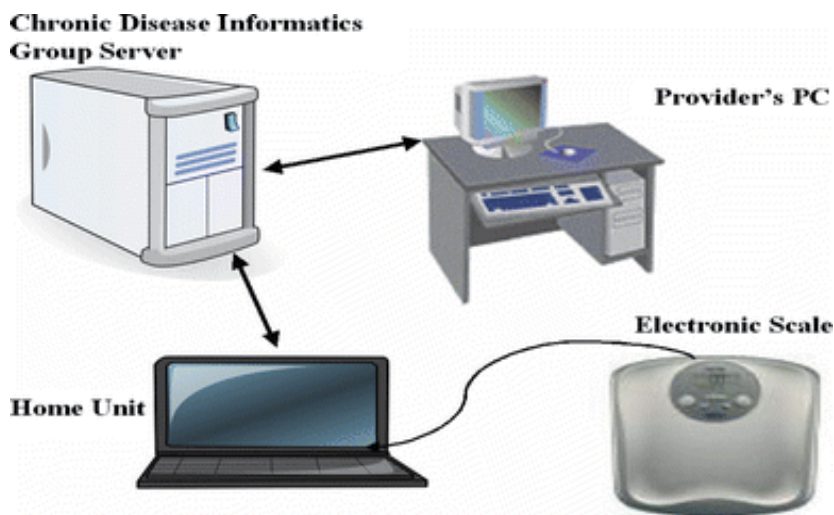 Chronic Disease Informatics
Group Server
Provider's PC
Electronic Scale
Home Unit